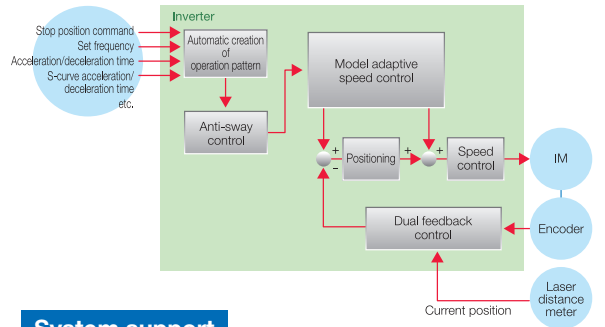 Inverter
Stop position command
Set frequency
Acceleration/deceleration time
S-curve acceleration/
deceleration time
etc.
Automatic creation
of
operation pattern
Anti-sway
control
Model adaptive
speed control
+
−
Positioning
+
+
Speed
control
IM
Dual feedback
control
Encoder
Current position
Laser
distance
meter
System support